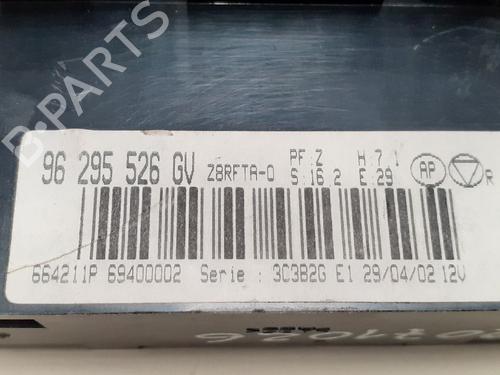 B-PARTS
PF:Z H:7.1
96 295 526 GV Z8RFTA-0 S:16.2 E:29 AP R
664211P 69400002 Serie : 3C3B2G E1 29/04/02 12V